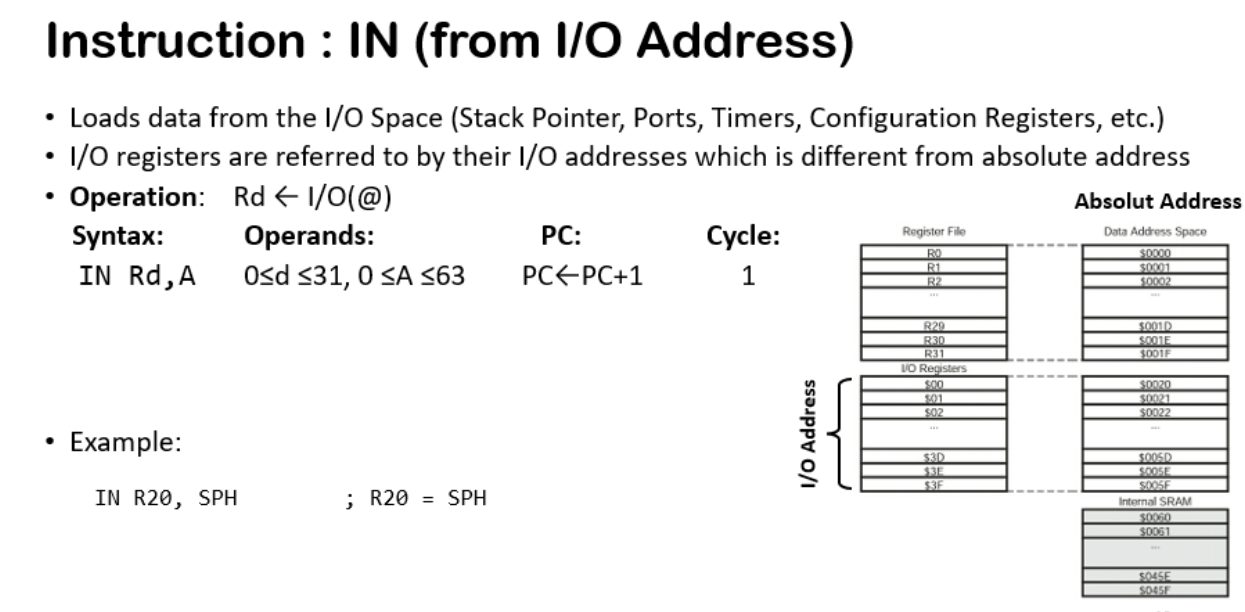 Instruction : IN (from I/O Address)
• Loads data from the I/O Space (Stack Pointer, Ports, Timers, Configuration Registers, etc.)
• I/O registers are referred to by their I/O addresses which is different from absolute address
• Operation: Rd ← I/O(@)
Syntax: Operands: PC: Cycle:
IN Rd,A 0≤d ≤31, 0 ≤A ≤63 PC←PC+1 1
• Example:
IN R20, SPH ; R20 = SPH
Absolut Address
Register File Data Address Space
R0 $0000
R1 $0001
R2 $0002
... ...
R29 $001D
R30 $001E
R31 $001F
I/O Registers
I/O Address
$00 $0020
$01 $0021
$02 $0022
... ...
$3D $005D
$3E $005E
$3F $005F
Internal SRAM
$0060
$0061
...
$045E
$045F